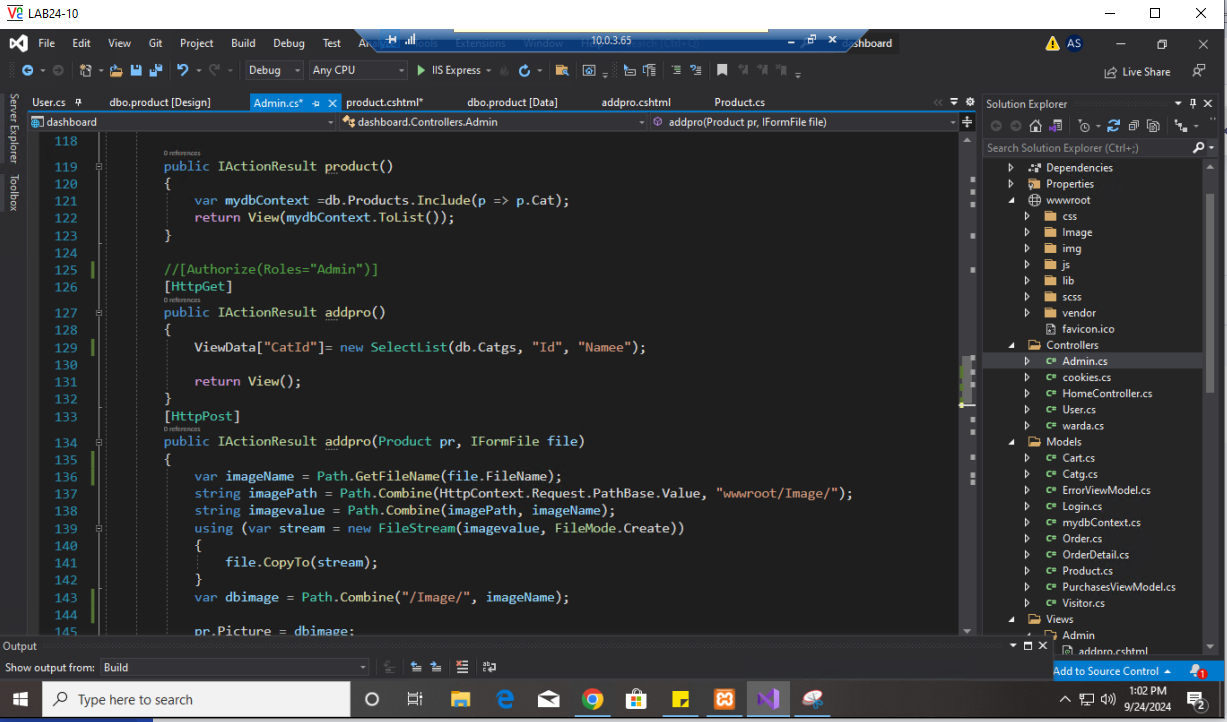 LAB24-10
10.0.3.65
File Edit View Git Project Build Debug Test Extensions Window
shboard
AS
Debug Any CPU IIS Express Live Share
User.cs dbo.product [Design] Admin.cs* product.cshtml* dbo.product [Data] addpro.cshtml Product.cs
dashboard dashboard.Controllers.Admin addpro(Product pr, IFormFile file)
Server Explorer
Toolbox
118
0 references
119 public IActionResult product()
120 {
121 var mydbContext =db.Products.Include(p => p.Cat);
122 return View(mydbContext.ToList());
123 }
124
125 //[Authorize(Roles="Admin")]
126 [HttpGet]
0 references
127 public IActionResult addpro()
128 {
129 ViewData["CatId"]= new SelectList(db.Catgs, "Id", "Namee");
130
131 return View();
132 }
133 [HttpPost]
0 references
134 public IActionResult addpro(Product pr, IFormFile file)
135 {
136 var imageName = Path.GetFileName(file.FileName);
137 string imagePath = Path.Combine(HttpContext.Request.PathBase.Value, "wwwroot/Image/");
138 string imagevalue = Path.Combine(imagePath, imageName);
139 using (var stream = new FileStream(imagevalue, FileMode.Create))
140 {
141 file.CopyTo(stream);
142 }
143 var dbimage = Path.Combine("/Image/", imageName);
144
145 pr.Picture = dbimage;
Solution Explorer
Search Solution Explorer (Ctrl+;)
Dependencies
Properties
wwwroot
css
Image
img
js
lib
scss
vendor
favicon.ico
Controllers
Admin.cs
cookies.cs
HomeController.cs
User.cs
warda.cs
Models
Cart.cs
Catg.cs
ErrorViewModel.cs
Login.cs
mydbContext.cs
Order.cs
OrderDetail.cs
Product.cs
PurchasesViewModel.cs
Visitor.cs
Views
Admin
addpro.cshtml
Output
Show output from: Build
Add to Source Control
1
Type here to search
1:02 PM
9/24/2024
2